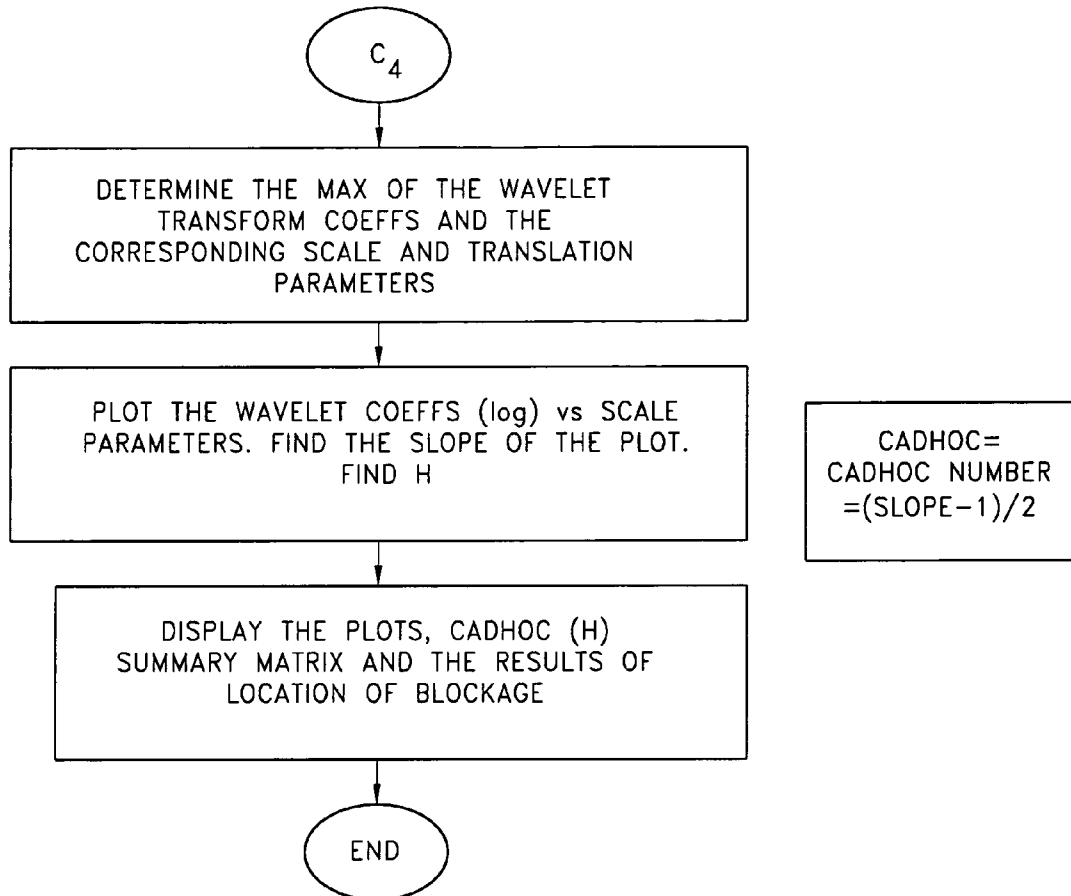 C4
DETERMINE THE MAX OF THE WAVELET
TRANSFORM COEFFS AND THE
CORRESPONDING SCALE AND TRANSLATION
PARAMETERS
PLOT THE WAVELET COEFFS (log) vs SCALE
PARAMETERS. FIND THE SLOPE OF THE PLOT.
FIND H
CADHOC=
CADHOC NUMBER
=(SLOPE-1)/2
DISPLAY THE PLOTS, CADHOC (H)
SUMMARY MATRIX AND THE RESULTS OF
LOCATION OF BLOCKAGE
END